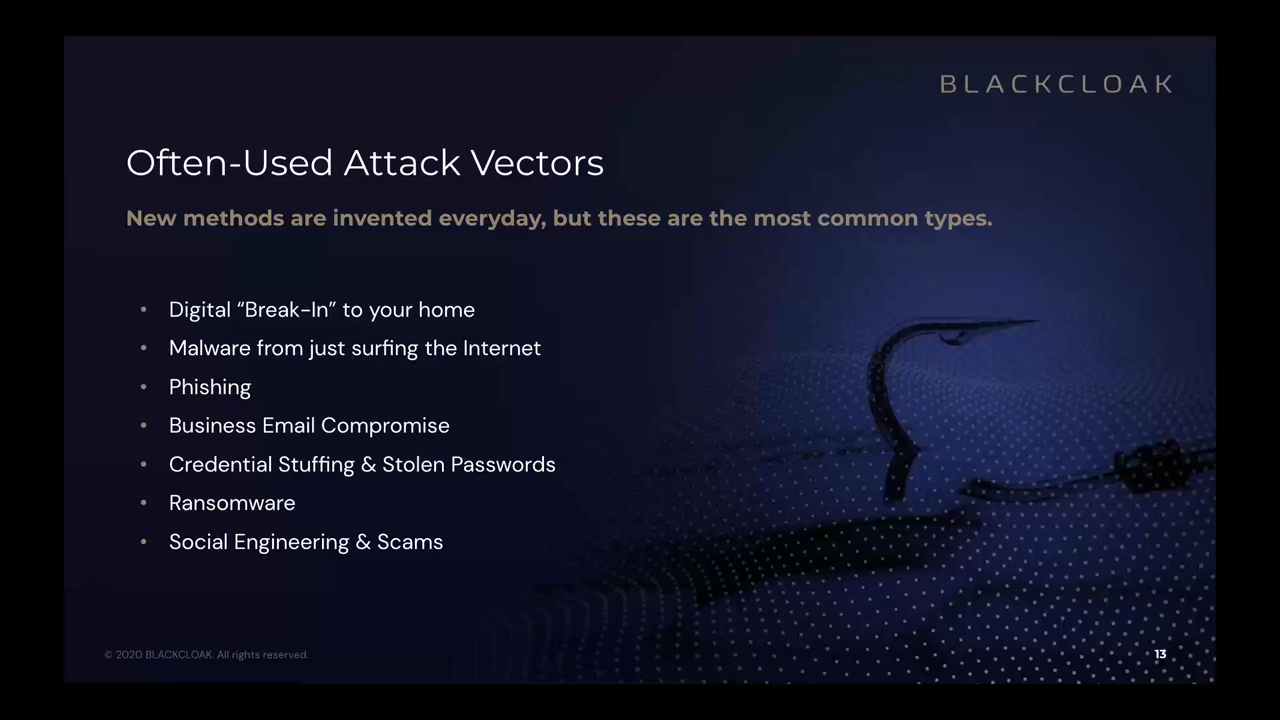 BLACKCLOAK
Often-Used Attack Vectors
New methods are invented everyday, but these are the most common types.
• Digital “Break-In” to your home
• Malware from just surfing the Internet
• Phishing
• Business Email Compromise
• Credential Stuffing & Stolen Passwords
• Ransomware
• Social Engineering & Scams
© 2020 BLACKCLOAK. All rights reserved.
13